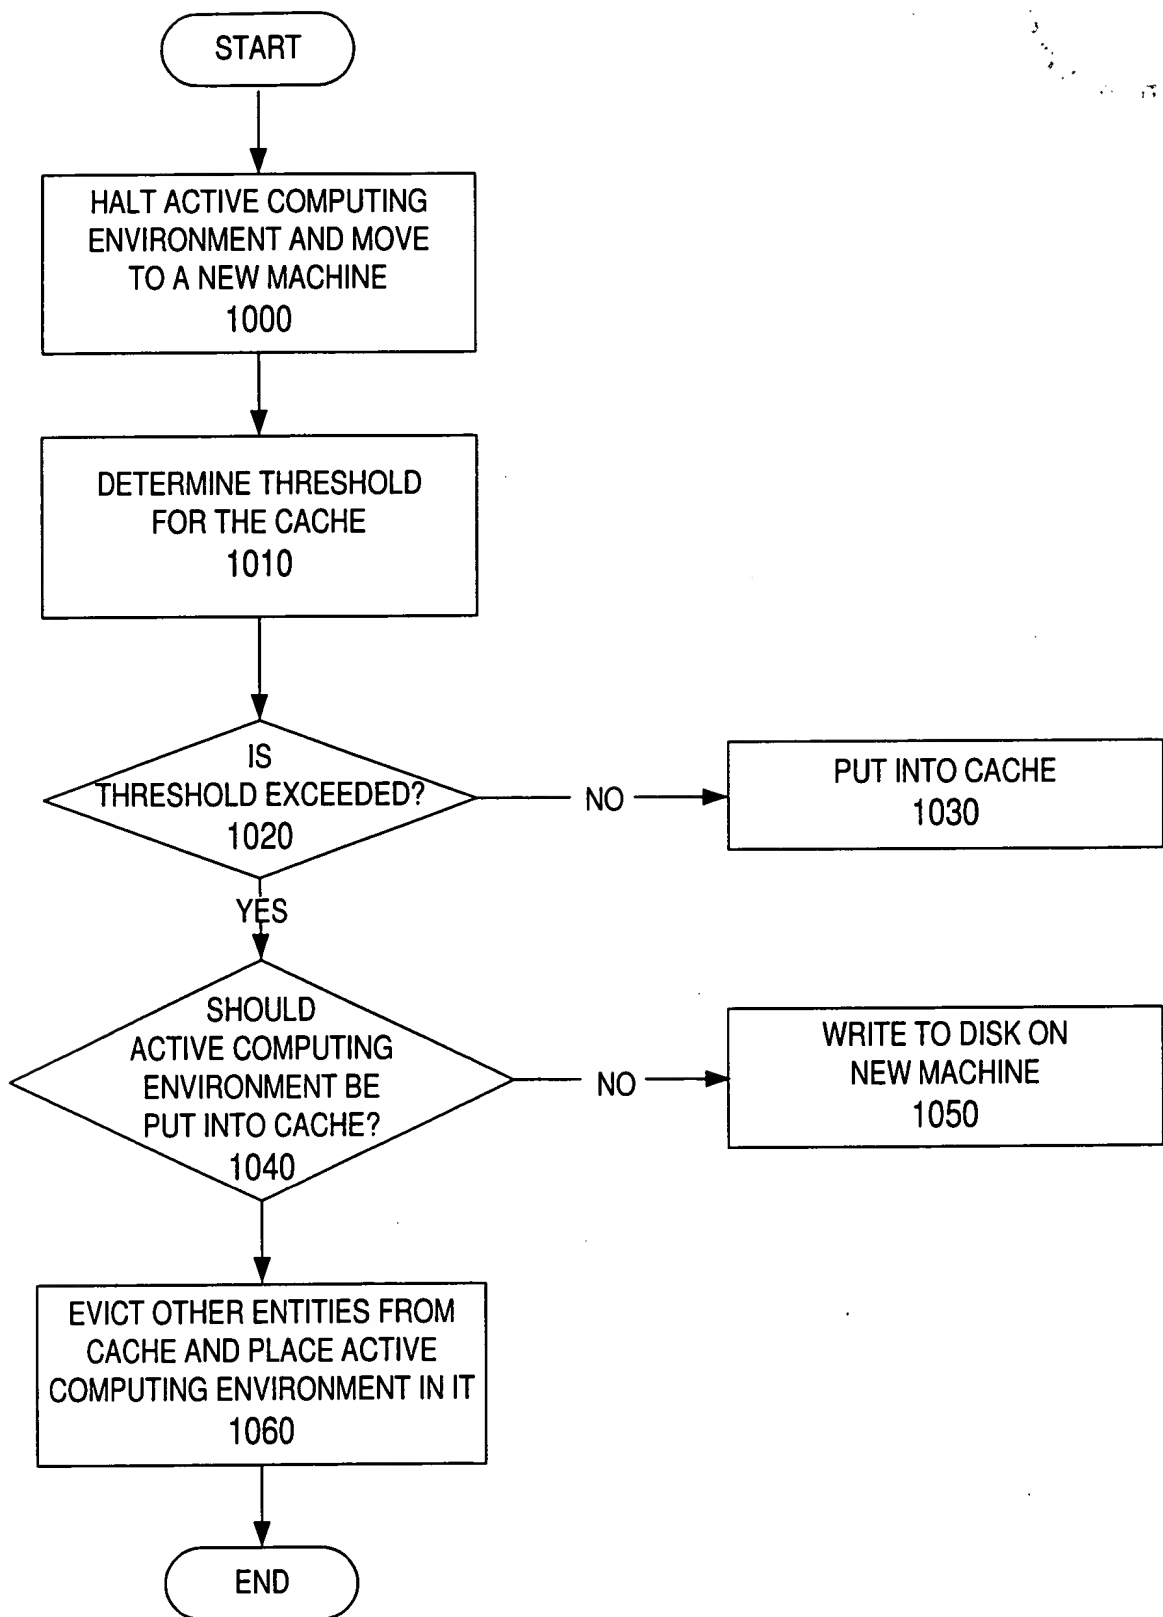 START
HALT ACTIVE COMPUTING
ENVIRONMENT AND MOVE
TO A NEW MACHINE
1000
DETERMINE THRESHOLD
FOR THE CACHE
1010
IS
THRESHOLD EXCEEDED?
1020
NO
PUT INTO CACHE
1030
YES
SHOULD
ACTIVE COMPUTING
ENVIRONMENT BE
PUT INTO CACHE?
1040
NO
WRITE TO DISK ON
NEW MACHINE
1050
EVICT OTHER ENTITIES FROM
CACHE AND PLACE ACTIVE
COMPUTING ENVIRONMENT IN IT
1060
END